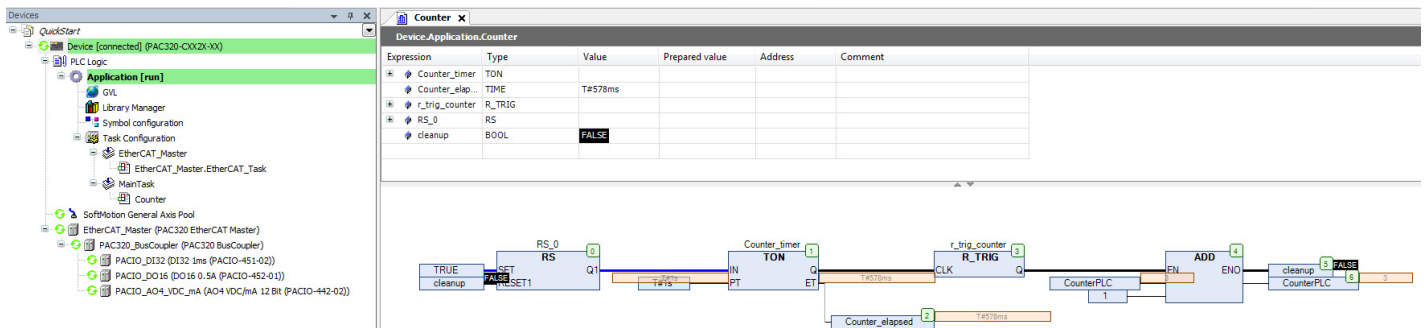 Devices
QuickStart
Device [connected] (PAC320-CXX2X-XX)
PLC Logic
Application [run]
GVL
Library Manager
Symbol configuration
Task Configuration
EtherCAT_Master
EtherCAT_Master.EtherCAT_Task
MainTask
Counter
SoftMotion General Axis Pool
EtherCAT_Master (PAC320 EtherCAT Master)
PAC320_BusCoupler (PAC320 BusCoupler)
PACIO_DI32 (DI32 1ms (PACIO-451-02))
PACIO_DO16 (DO16 0.5A (PACIO-452-01))
PACIO_AO4_VDC_mA (AO4 VDC/mA 12 Bit (PACIO-442-02))
Counter
Device.Application.Counter
Expression Type Value Prepared value Address Comment
Counter_timer TON
Counter_elap... TIME T#578ms
r_trig_counter R_TRIG
RS_0 RS
cleanup BOOL FALSE
RS_0 Counter_timer r_trig_counter
0 1 3 4
RS TON R_TRIG ADD
TRUE SET Q1 IN Q CLK Q EN ENO cleanup 5 FALSE
cleanup FALSE RESET1 T#1s T#1s PT ET T#578ms CounterPLC 3 CounterPLC 6 3
1
Counter_elapsed 2 T#578ms